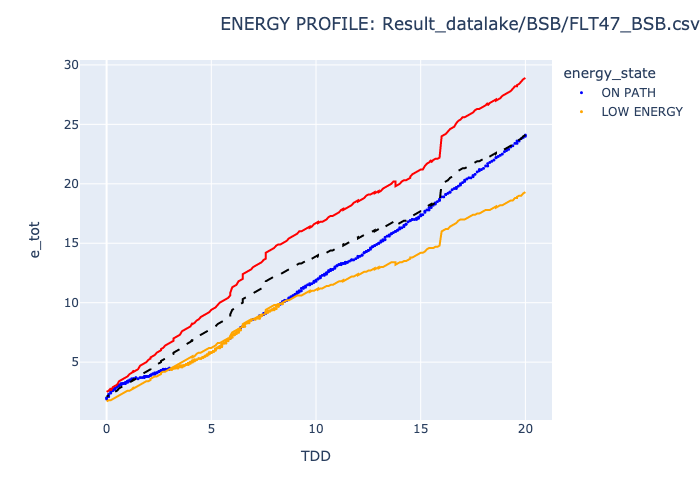 ENERGY PROFILE: Result_datalake/BSB/FLT47_BSB.csv
energy_state
ON PATH
LOW ENERGY
e_tot
30
25
20
15
10
5
0 5 10 15 20
TDD